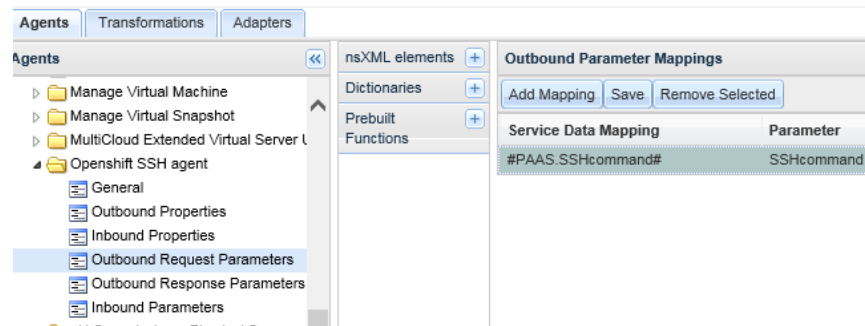 Agents Transformations Adapters
Agents
Manage Virtual Machine
Manage Virtual Snapshot
MultiCloud Extended Virtual Server
Openshift SSH agent
General
Outbound Properties
Inbound Properties
Outbound Request Parameters
Outbound Response Parameters
Inbound Parameters
nsXML elements
Dictionaries
Prebuilt
Functions
Outbound Parameter Mappings
Add Mapping Save Remove Selected
Service Data Mapping Parameter
#PAAS.SSHcommand# SSHcommand